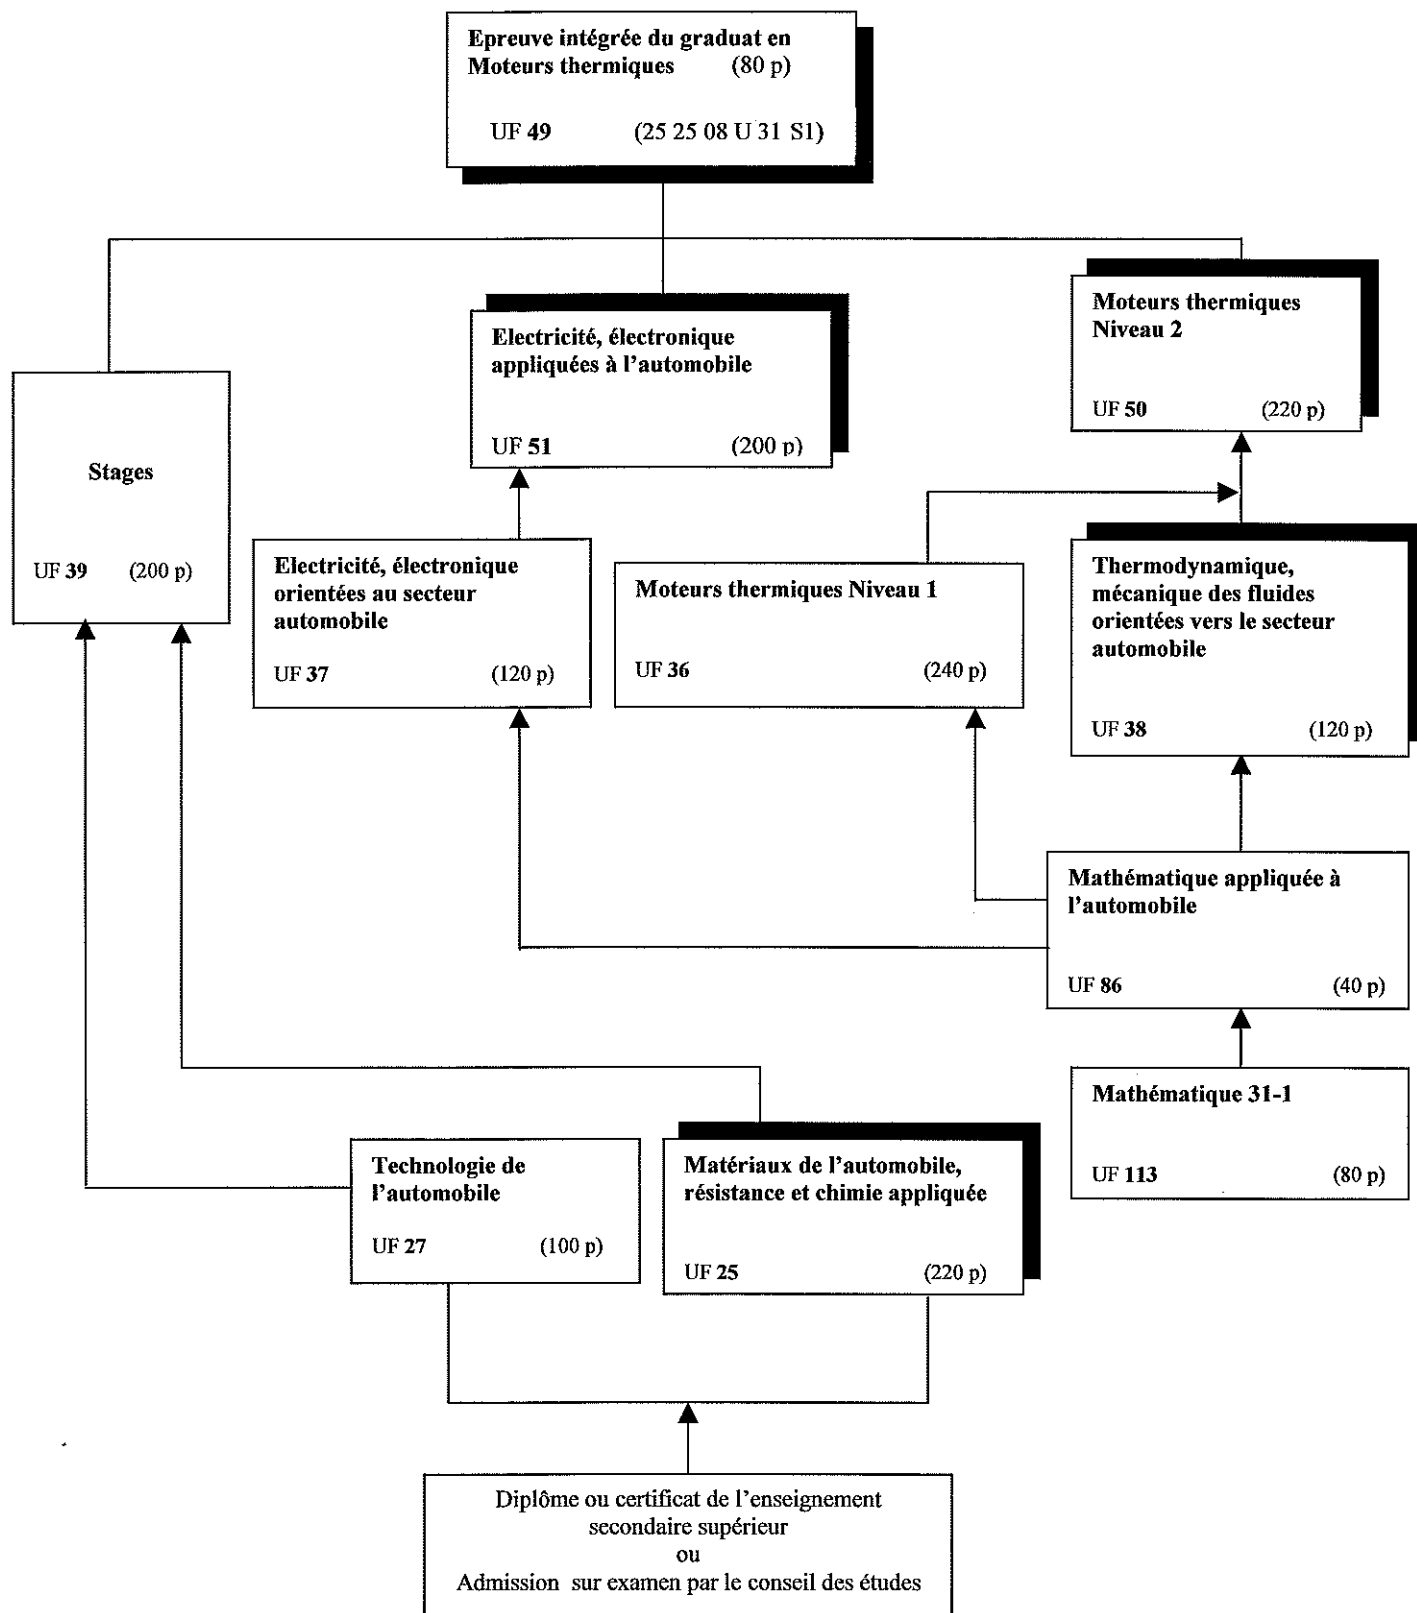 Epreuve intégrée du graduat en
Moteurs thermiques (80 p)
UF 49 (25 25 08 U 31 S1)
Moteurs thermiques
Niveau 2
UF 50 (220 p)
Electricité, électronique
appliquées à l'automobile
UF 51 (200 p)
Stages
UF 39 (200 p)
Electricité, électronique
orientées au secteur
automobile
UF 37 (120 p)
Moteurs thermiques Niveau 1
UF 36 (240 p)
Thermodynamique,
mécanique des fluides
orientées vers le secteur
automobile
UF 38 (120 p)
Mathématique appliquée à
l'automobile
UF 86 (40 p)
Mathématique 31-1
UF 113 (80 p)
Technologie de
l'automobile
UF 27 (100 p)
Matériaux de l'automobile,
résistance et chimie appliquée
UF 25 (220 p)
Diplôme ou certificat de l'enseignement
secondaire supérieur
ou
Admission sur examen par le conseil des études